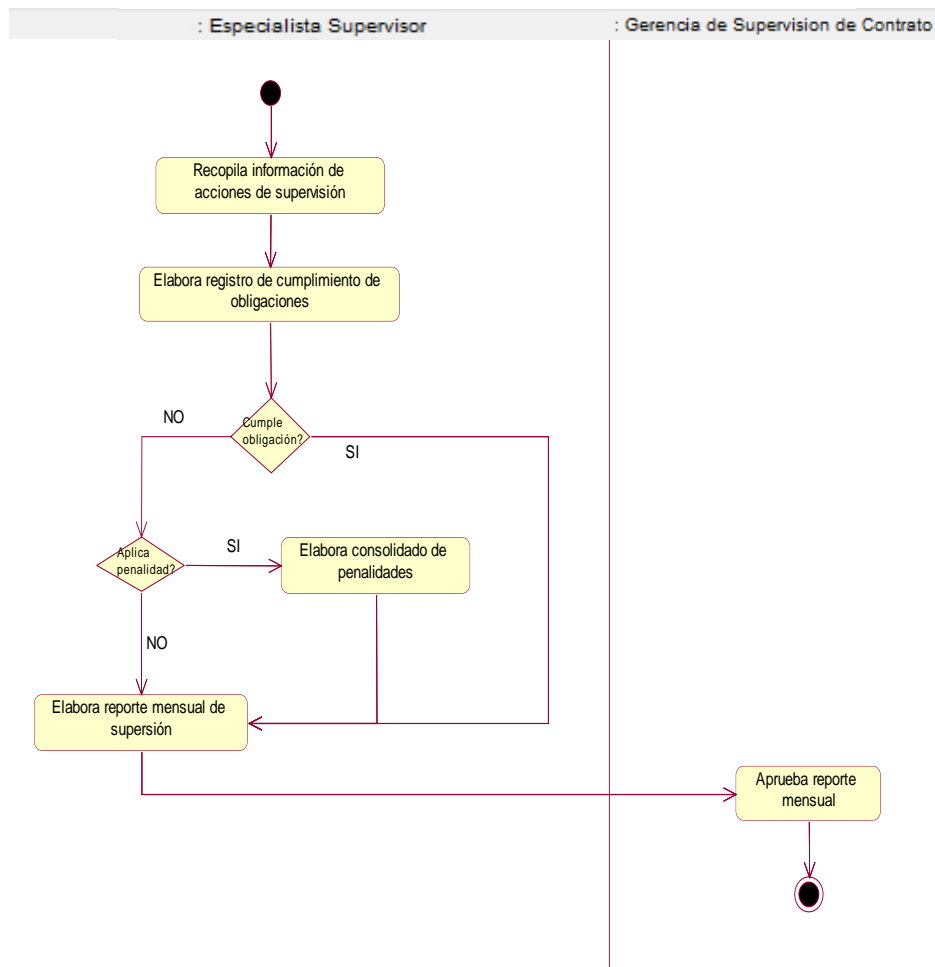 : Especialista Supervisor
: Gerencia de Supervision de Contrato
Recopila información de
acciones de supervisión
Elabora registro de cumplimiento de
obligaciones
NO
Cumple
obligación?
SI
Aplica
penalidad?
SI
Elabora consolidado de
penalidades
NO
Elabora reporte mensual de
supersión
Aprueba reporte
mensual